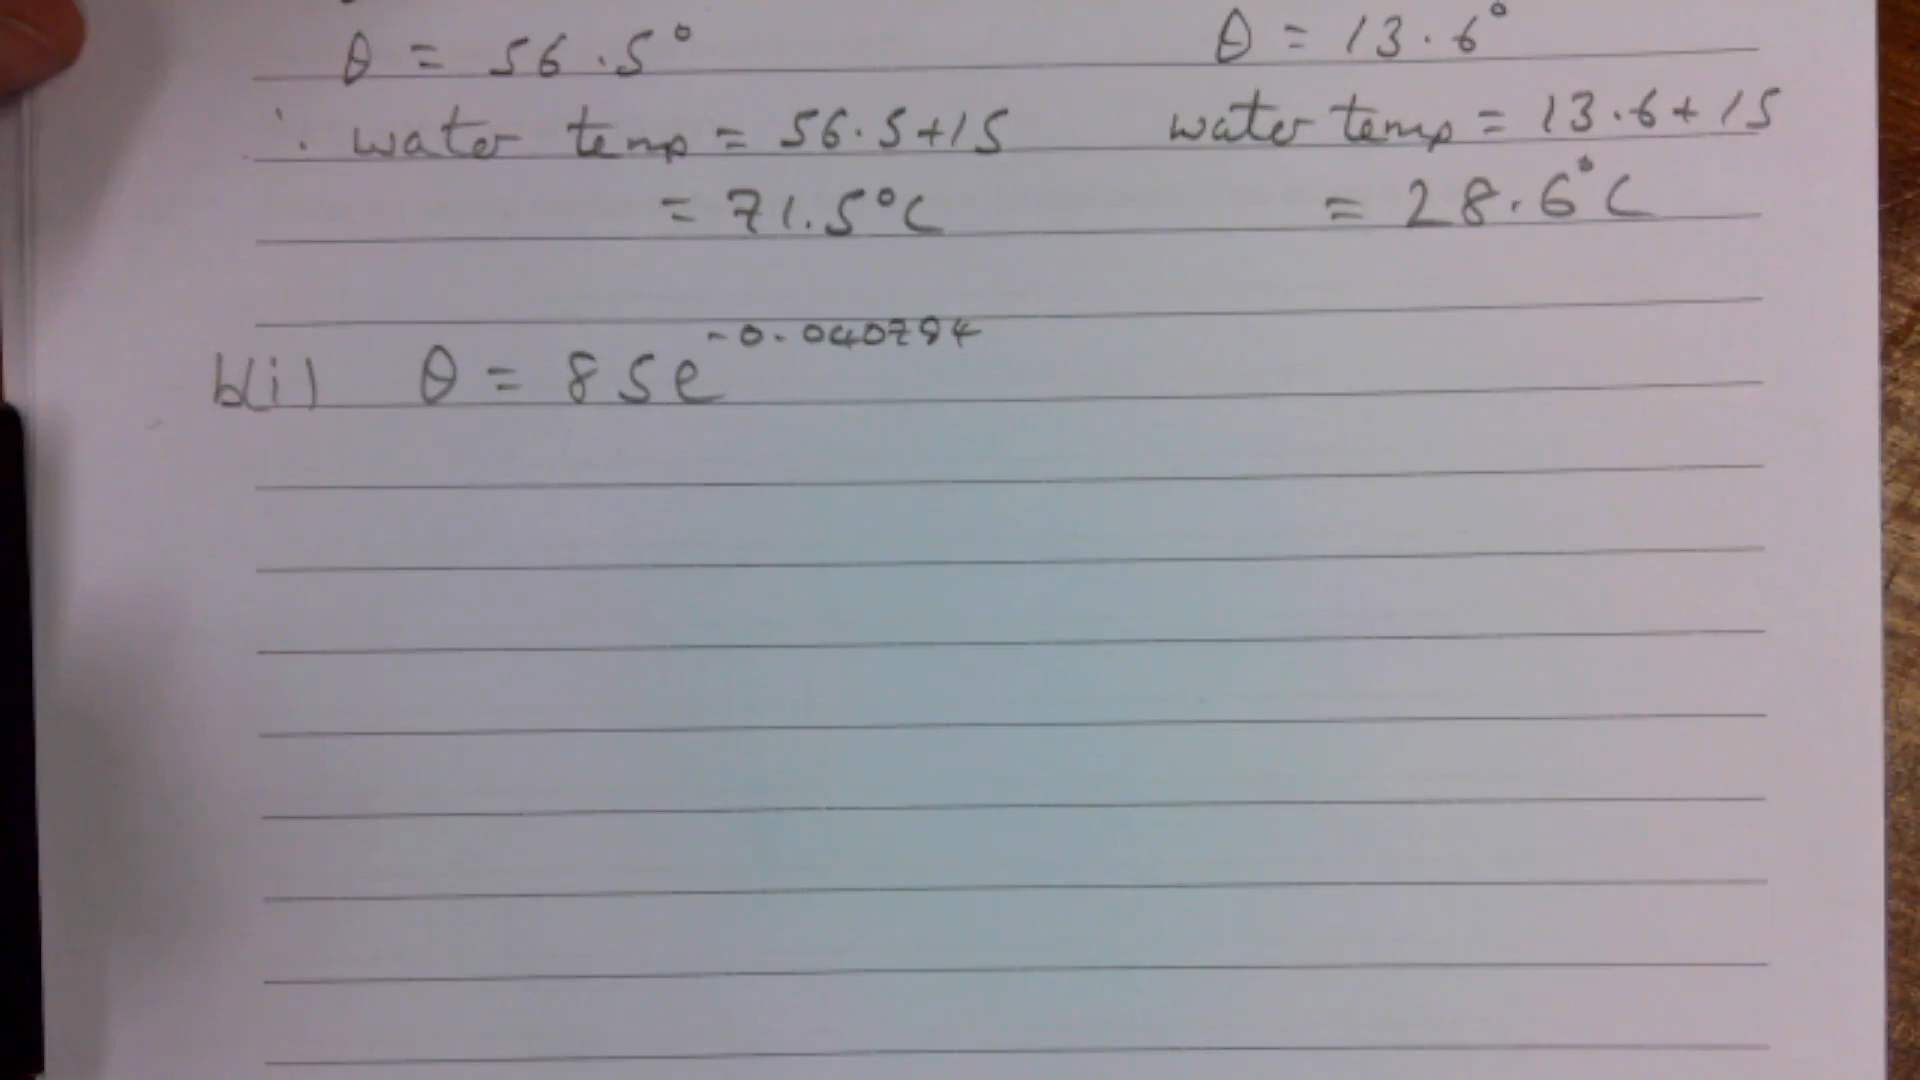 θ = 56.5°
∴ water temp = 56.5+15
= 71.5°C
θ = 13.6°
water temp = 13.6+15
= 28.6°C
b(i) θ = 85e^-0.040794